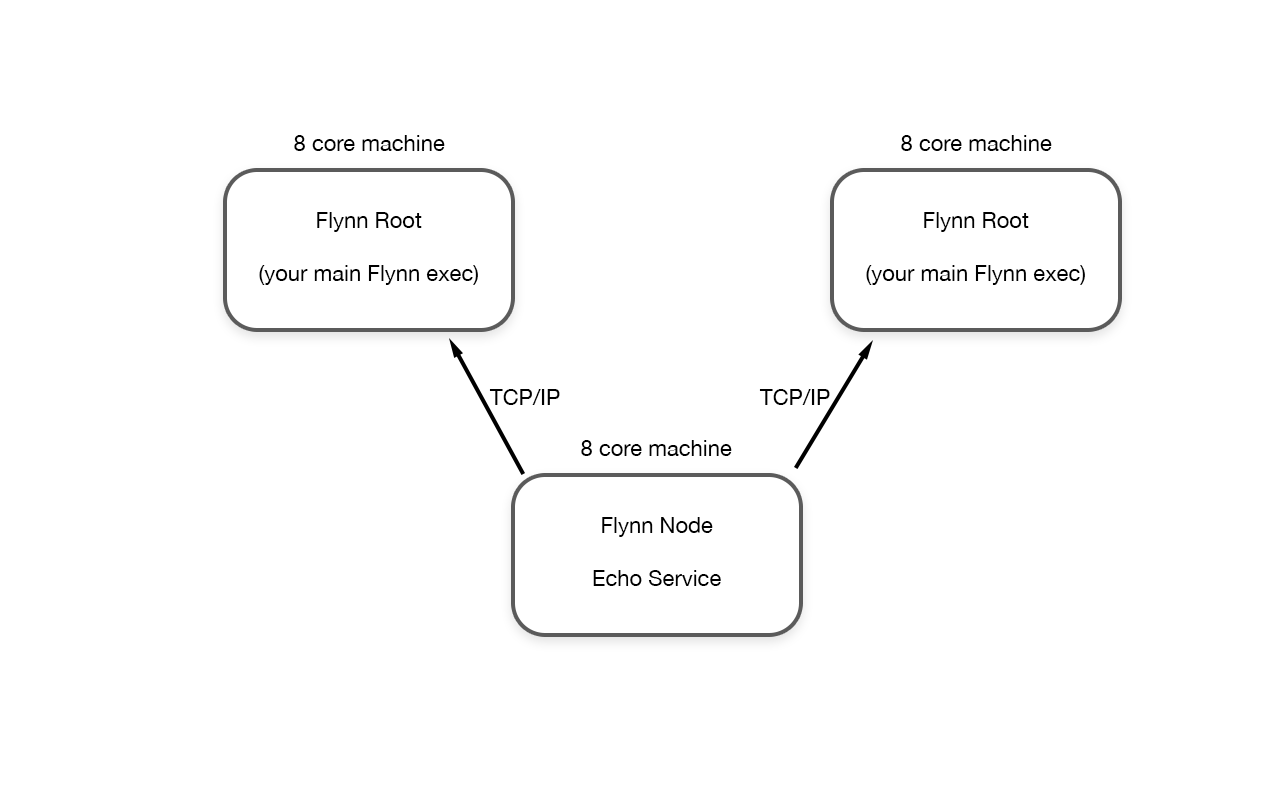 8 core machine
8 core machine
Flynn Root
(your main Flynn exec)
Flynn Root
(your main Flynn exec)
TCP/IP
TCP/IP
8 core machine
Flynn Node
Echo Service